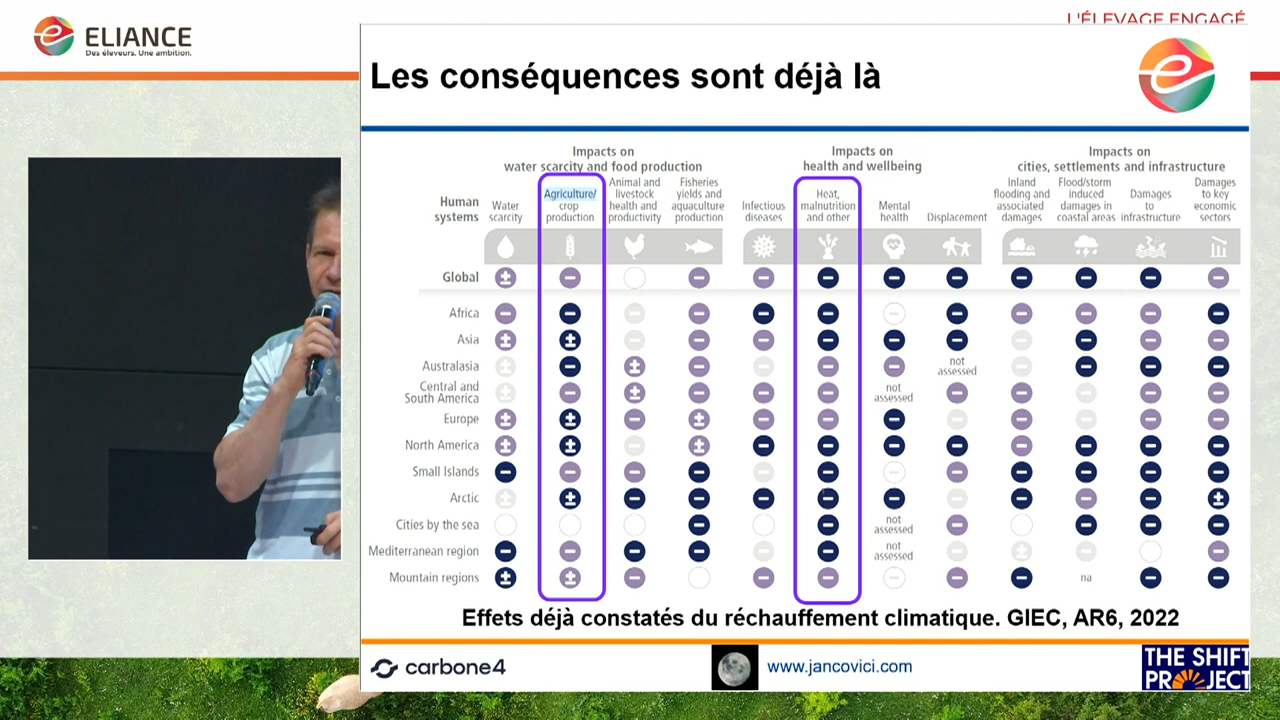 ELIANCE
Des éleveurs. Une ambition.
L'ÉLEVAGE ENGAGÉ
Les conséquences sont déjà là
Impacts on
water scarcity and food production
Impacts on
health and wellbeing
Impacts on
cities, settlements and infrastructure
Human
systems
Water
scarcity
Agriculture/
crop
production
Animal and
livestock
health and
productivity
Fisheries
yields and
aquaculture
production
Infectious
diseases
Heat,
malnutrition
and other
Mental
health
Displacement
Inland
flooding and
associated
damages
Flood/storm
induced
damages in
coastal areas
Damages
to
infrastructure
Damages
to key
economic
sectors
Global
Africa
Asia
Australasia
not
assessed
Central and
South America
not
assessed
Europe
North America
Small Islands
Arctic
Cities by the sea
not
assessed
Mediterranean region
not
assessed
Mountain regions
na
Effets déjà constatés du réchauffement climatique. GIEC, AR6, 2022
carbone4
www.jancovici.com
THE SHIFT
PROJECT